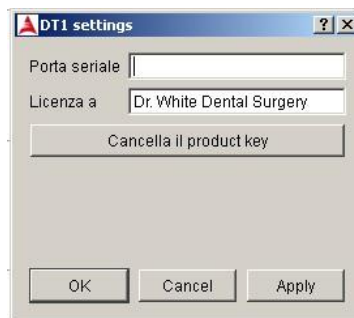 DT1 settings
Porta seriale
Licenza a Dr. White Dental Surgery
Cancella il product key
OK Cancel Apply